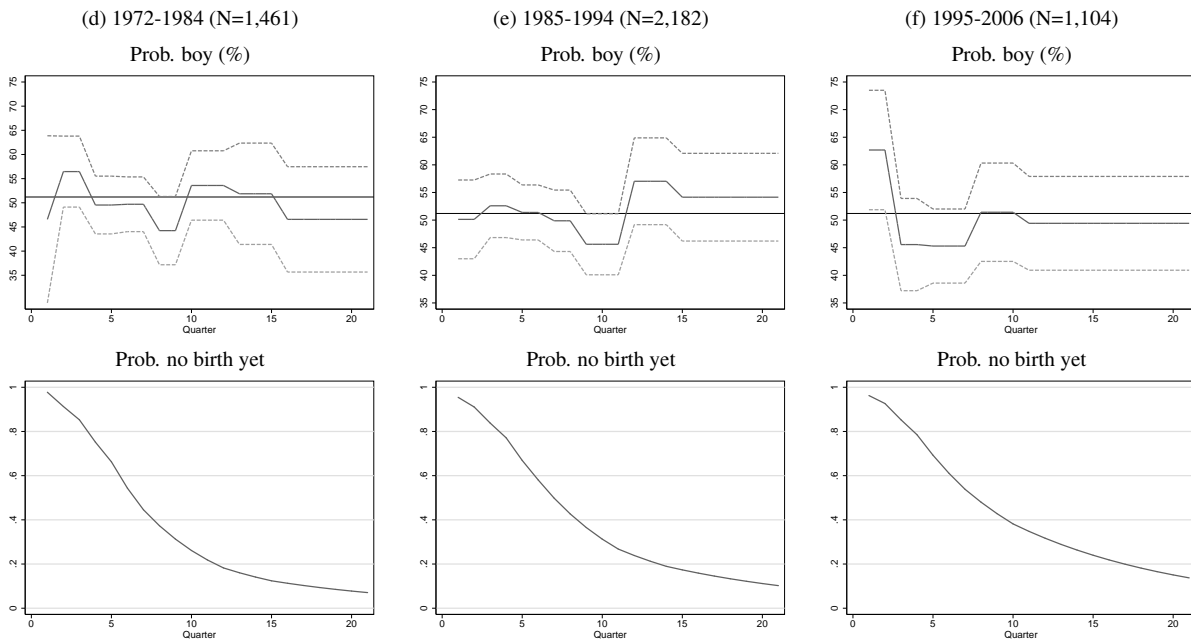 (d) 1972-1984 (N=1,461)
(e) 1985-1994 (N=2,182)
(f) 1995-2006 (N=1,104)
Prob. boy (%)
Prob. boy (%)
Prob. boy (%)
75
70
65
60
55
50
45
40
35
0 5 10 15 20
Quarter
75
70
65
60
55
50
45
40
35
0 5 10 15 20
Quarter
75
70
65
60
55
50
45
40
35
0 5 10 15 20
Quarter
Prob. no birth yet
Prob. no birth yet
Prob. no birth yet
1
.8
.6
.4
.2
0
0 5 10 15 20
Quarter
1
.8
.6
.4
.2
0
0 5 10 15 20
Quarter
1
.8
.6
.4
.2
0
0 5 10 15 20
Quarter